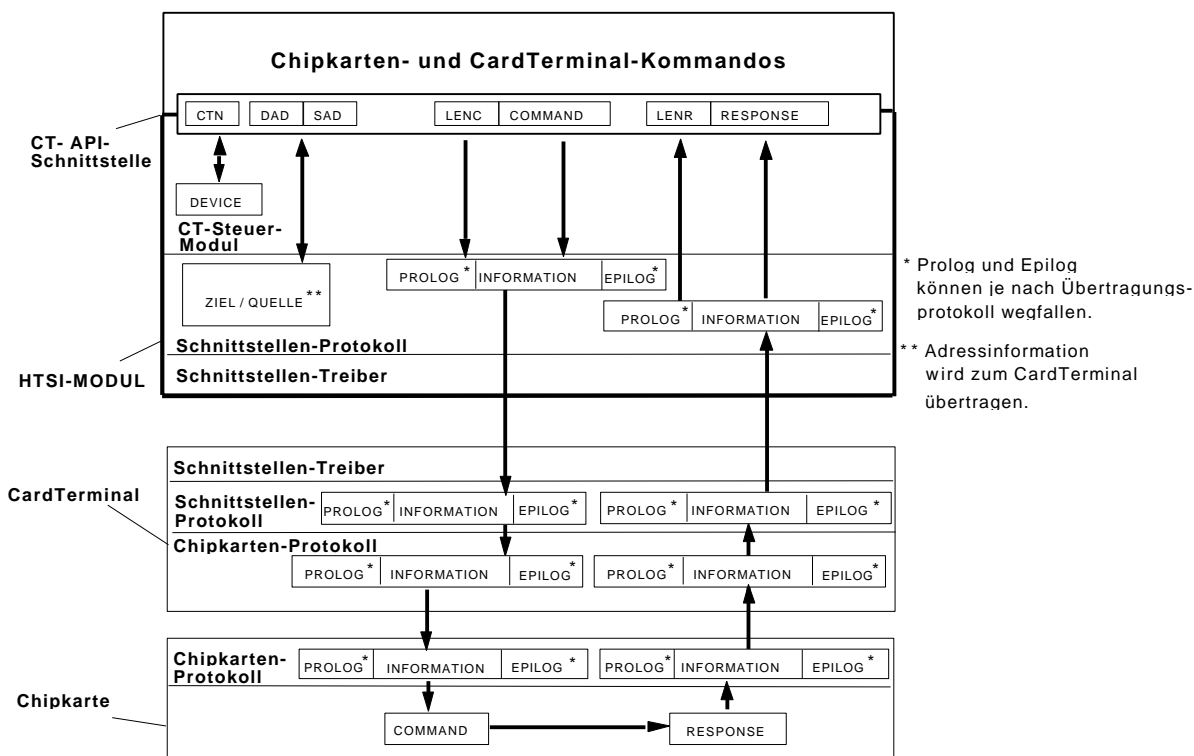 Chipkarten- und CardTerminal-Kommandos
CTN DAD SAD LENC COMMAND LENR RESPONSE
CT- API-
Schnittstelle
DEVICE
CT-Steuer-
Modul
PROLOG* INFORMATION EPILOG*
ZIEL / QUELLE**
PROLOG* INFORMATION EPILOG*
* Prolog und Epilog
können je nach Übertragungs-
protokoll wegfallen.
Schnittstellen-Protokoll
** Adressinformation
wird zum CardTerminal
übertragen.
HTSI-MODUL
Schnittstellen-Treiber
Schnittstellen-Treiber
CardTerminal
Schnittstellen-
Protokoll
PROLOG* INFORMATION EPILOG* PROLOG* INFORMATION EPILOG*
Chipkarten-Protokoll
PROLOG* INFORMATION EPILOG* PROLOG* INFORMATION EPILOG*
Chipkarten-
Protokoll
PROLOG* INFORMATION EPILOG* PROLOG* INFORMATION EPILOG*
Chipkarte
COMMAND RESPONSE